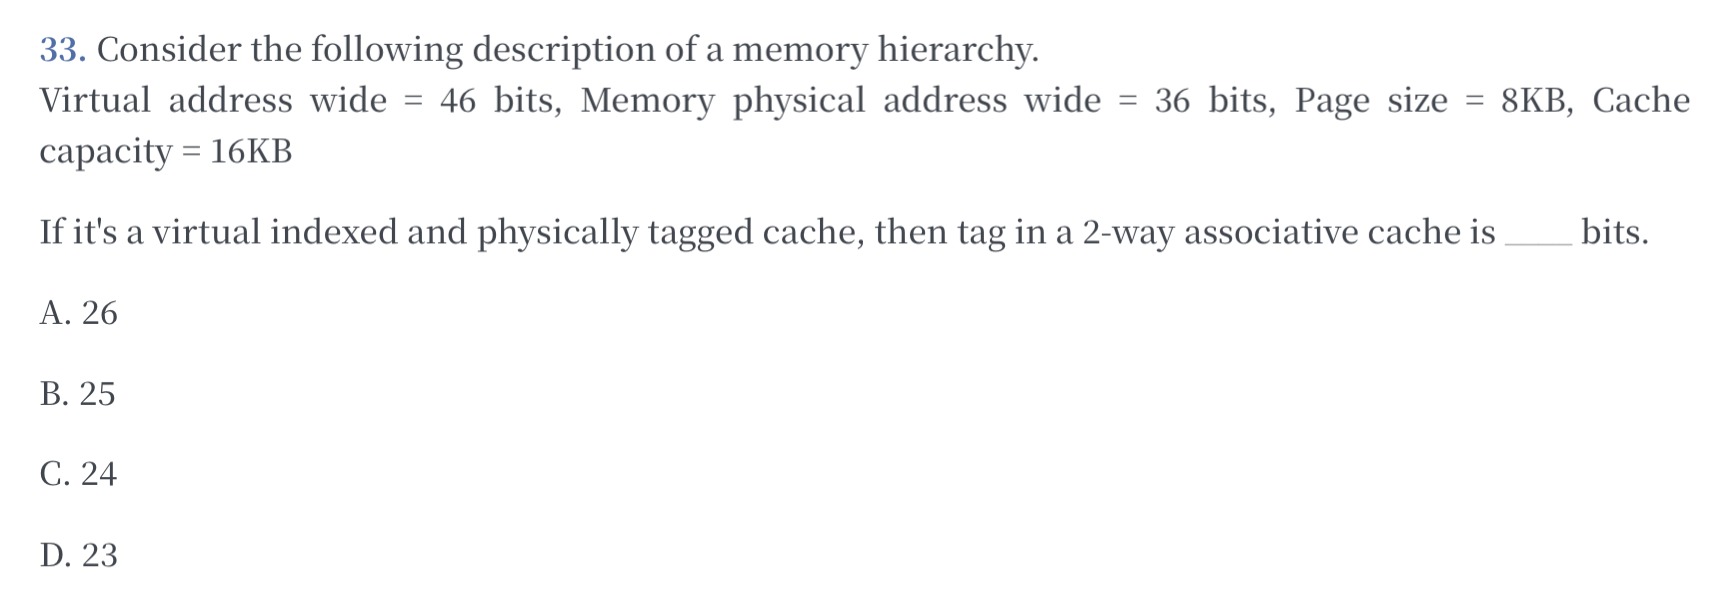 33. Consider the following description of a memory hierarchy.
Virtual address wide = 46 bits, Memory physical address wide = 36 bits, Page size = 8KB, Cache
capacity = 16KB
If it's a virtual indexed and physically tagged cache, then tag in a 2-way associative cache is ____ bits.
A. 26
B. 25
C. 24
D. 23